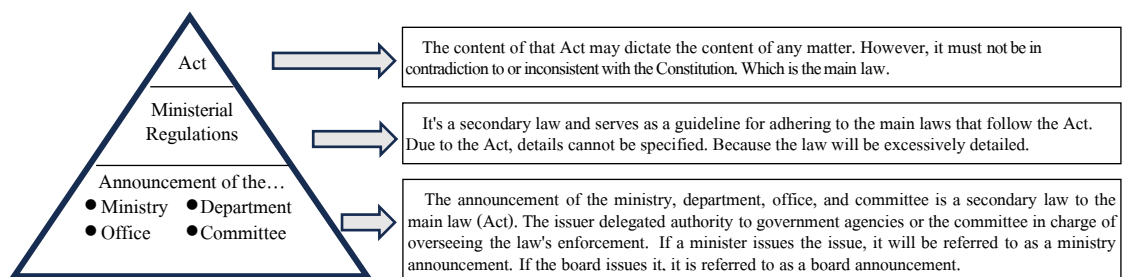 Act
The content of that Act may dictate the content of any matter. However, it must not be in
contradiction to or inconsistent with the Constitution. Which is the main law.
Ministerial
Regulations
It's a secondary law and serves as a guideline for adhering to the main laws that follow the Act.
Due to the Act, details cannot be specified. Because the law will be excessively detailed.
Announcement of the…
● Ministry ● Department
● Office ● Committee
The announcement of the ministry, department, office, and committee is a secondary law to the
main law (Act). The issuer delegated authority to government agencies or the committee in charge of
overseeing the law's enforcement. If a minister issues the issue, it will be referred to as a ministry
announcement. If the board issues it, it is referred to as a board announcement.